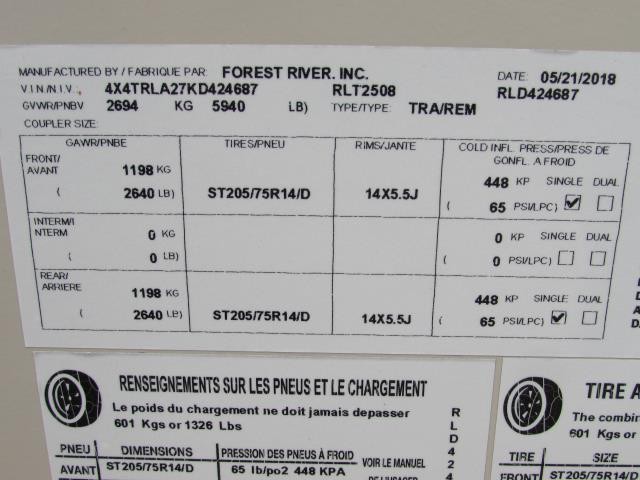 MANUFACTURED BY / FABRIQUE PAR: FOREST RIVER. INC. DATE: 05/21/2018
V.I.N/N.I.V. 4X4TRLA27KD424687 RLT2508 RLD424687
GVWR/PNBV 2694 KG 5940 LB) TYPE/TYPE: TRA/REM
COUPLER SIZE:
GAWR/PNBE TIRES/PNEU RIMS/JANTE COLD INFL. PRESS/PRESS DE
GONFL. A FROID
FRONT/
AVANT 1198 KG 448 KP SINGLE DUAL
( 2640 LB) ST205/75R14/D 14X5.5J ( 65 PSI/LPC)
INTERM/I
NTERM 0 KG 0 KP SINGLE DUAL
( 0 LB) ( 0 PSI/LPC)
REAR/
ARRIERE 1198 KG 448 KP SINGLE DUAL
( 2640 LB) ST205/75R14/D 14X5.5J ( 65 PSI/LPC)
RENSEIGNEMENTS SUR LES PNEUS ET LE CHARGEMENT
Le poids du chargement ne doit jamais depasser
601 Kgs or 1326 Lbs
PNEU DIMENSIONS PRESSION DES PNEUS À FROID VOIR LE MANUEL
AVANT ST205/75R14/D 65 lb/po2 448 KPA DE L'USAGER
R
L
D
4
2
4
TIRE A
The combin
601 Kgs or
TIRE SIZE
FRONT ST205/75R14/D